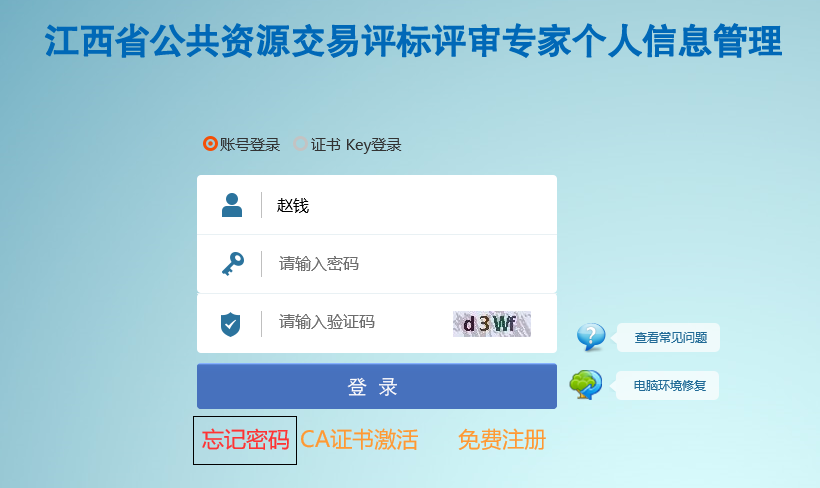 江西省公共资源交易评标评审专家个人信息管理
账号登录 证书 Key登录
赵钱
请输入密码
请输入验证码 d3Wf
查看常见问题
登 录
电脑环境修复
忘记密码 CA证书激活 免费注册